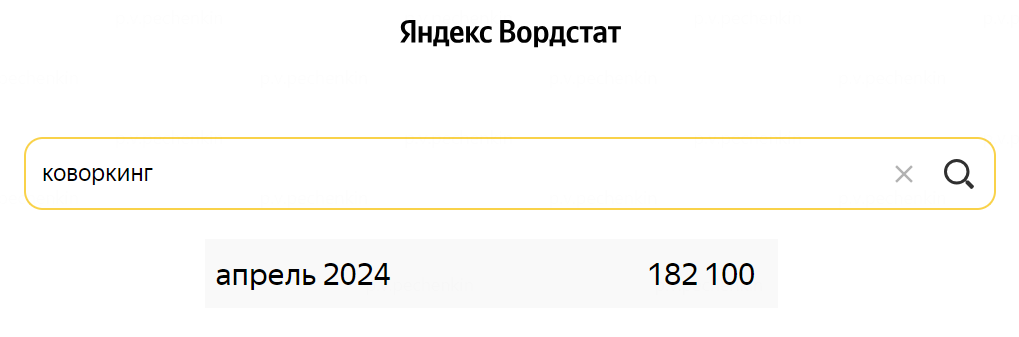 Яндекс Вордстат
коворкинг
апрель 2024 182 100